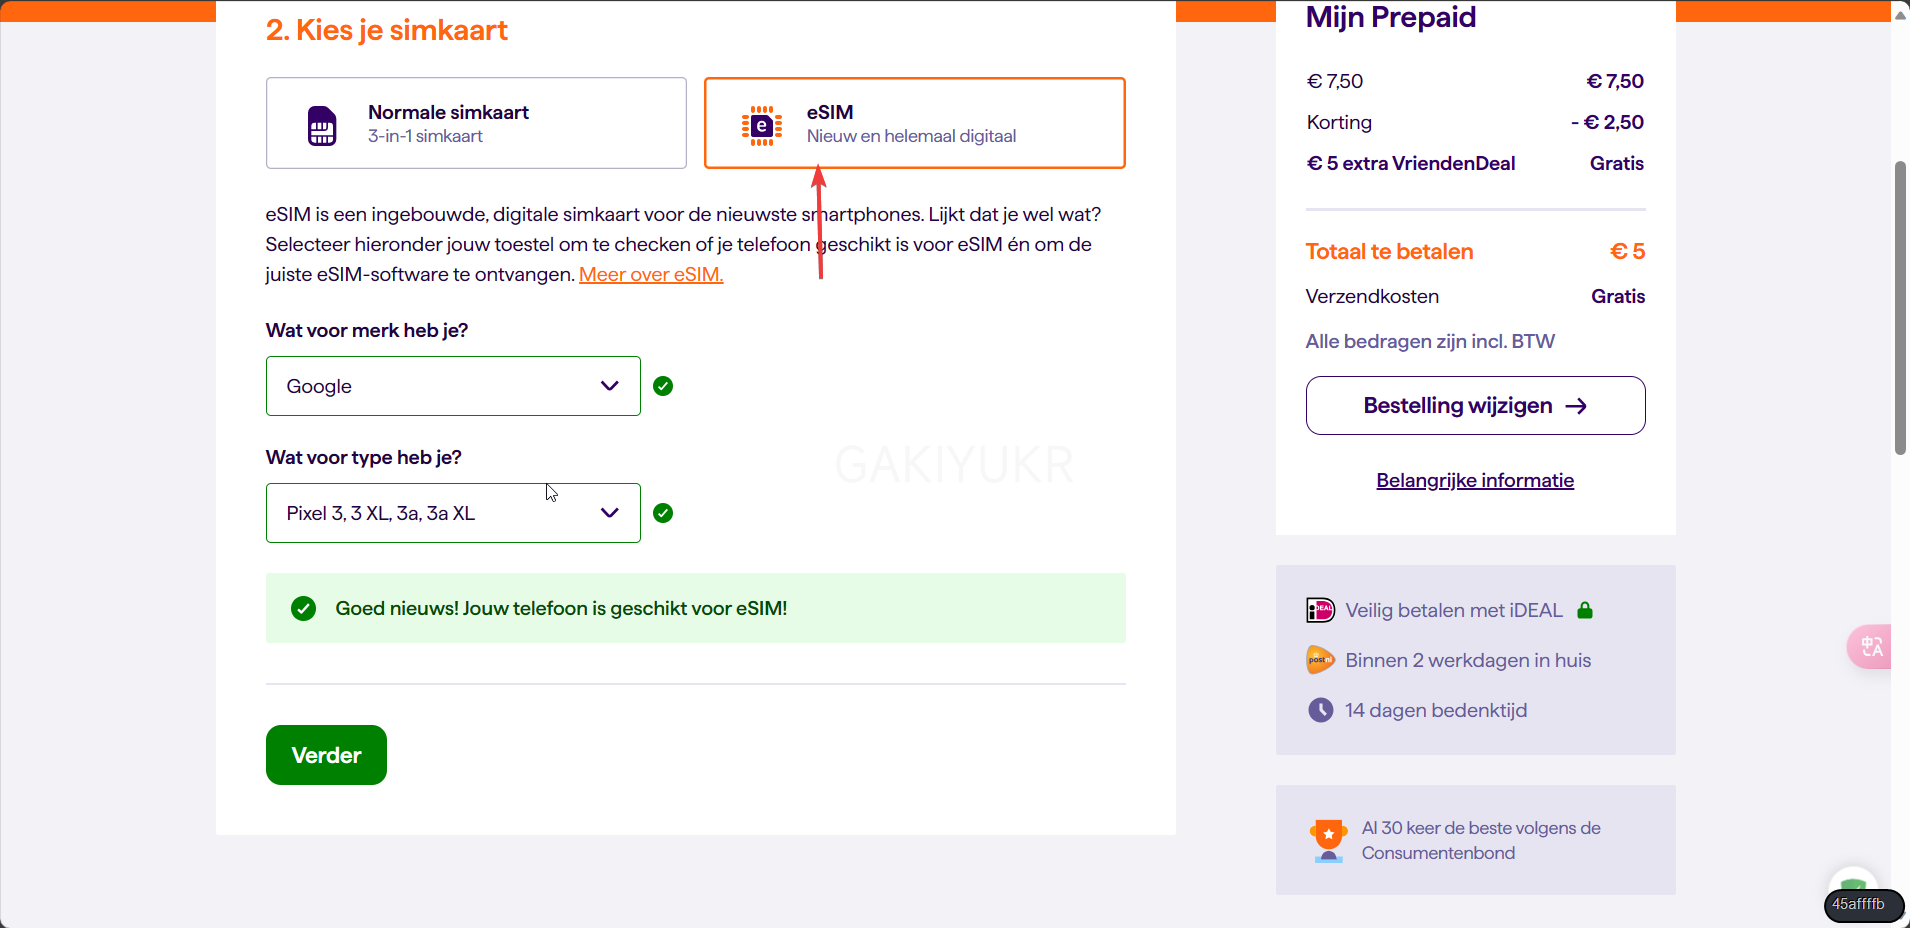 2. Kies je simkaart
Normale simkaart
3-in-1 simkaart
e
eSIM
Nieuw en helemaal digitaal
eSIM is een ingebouwde, digitale simkaart voor de nieuwste smartphones. Lijkt dat je wel wat?
Selecteer hieronder jouw toestel om te checken of je telefoon geschikt is voor eSIM én om de
juiste eSIM-software te ontvangen. Meer over eSIM.
Wat voor merk heb je?
Google
Wat voor type heb je?
Pixel 3, 3 XL, 3a, 3a XL
Goed nieuws! Jouw telefoon is geschikt voor eSIM!
Verder
GAKIYUKR
Mijn Prepaid
€ 7,50 € 7,50
Korting - € 2,50
€ 5 extra VriendenDeal Gratis
Totaal te betalen € 5
Verzendkosten Gratis
Alle bedragen zijn incl. BTW
Bestelling wijzigen
Belangrijke informatie
iDEAL Veilig betalen met iDEAL
postnl Binnen 2 werkdagen in huis
14 dagen bedenktijd
Al 30 keer de beste volgens de
Consumentenbond
中A
45affffb